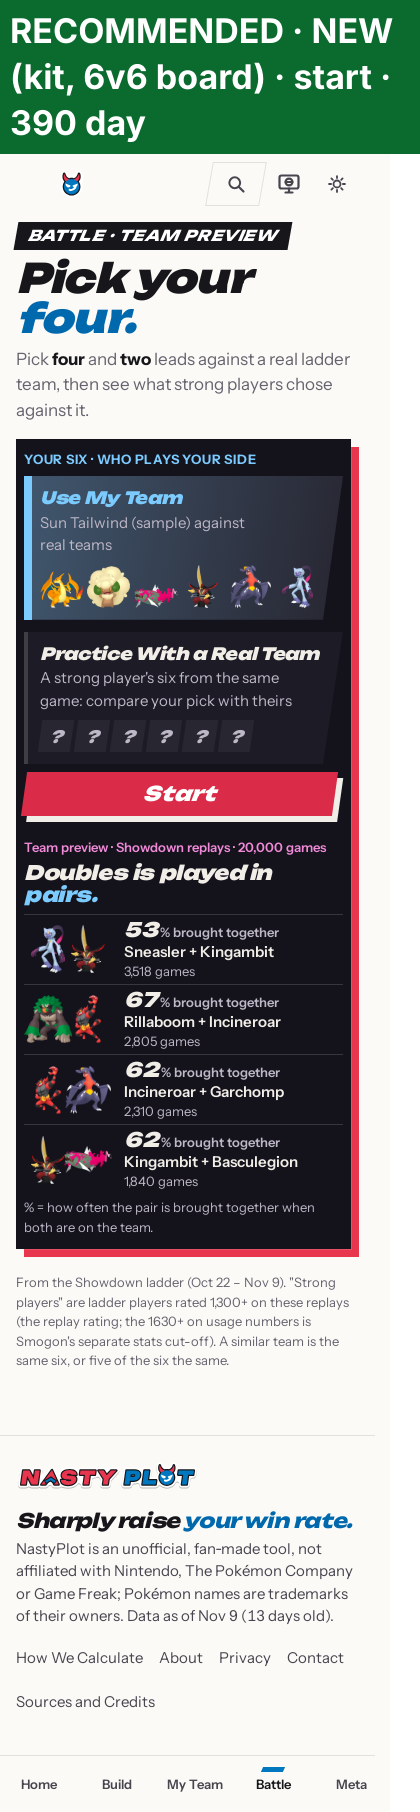 RECOMMENDED · NEW
(kit, 6v6 board) · start ·
390 day
BATTLE · TEAM PREVIEW
Pick your
four.
Pick four and two leads against a real ladder
team, then see what strong players chose
against it.
YOUR SIX · WHO PLAYS YOUR SIDE
Use My Team
Sun Tailwind (sample) against
real teams
Practice With a Real Team
A strong player's six from the same
game: compare your pick with theirs
? ? ? ? ? ?
Start
Team preview · Showdown replays · 20,000 games
Doubles is played in
pairs.
53% brought together
Sneasler + Kingambit
3,518 games
67% brought together
Rillaboom + Incineroar
2,805 games
62% brought together
Incineroar + Garchomp
2,310 games
62% brought together
Kingambit + Basculegion
1,840 games
% = how often the pair is brought together when
both are on the team.
From the Showdown ladder (Oct 22 – Nov 9). "Strong
players" are ladder players rated 1,300+ on these replays
(the replay rating; the 1630+ on usage numbers is
Smogon's separate stats cut-off). A similar team is the
same six, or five of the six the same.
NASTY PLOT
Sharply raise your win rate.
NastyPlot is an unofficial, fan-made tool, not
affiliated with Nintendo, The Pokémon Company
or Game Freak; Pokémon names are trademarks
of their owners. Data as of Nov 9 (13 days old).
How We Calculate About Privacy Contact
Sources and Credits
Home Build My Team Battle Meta